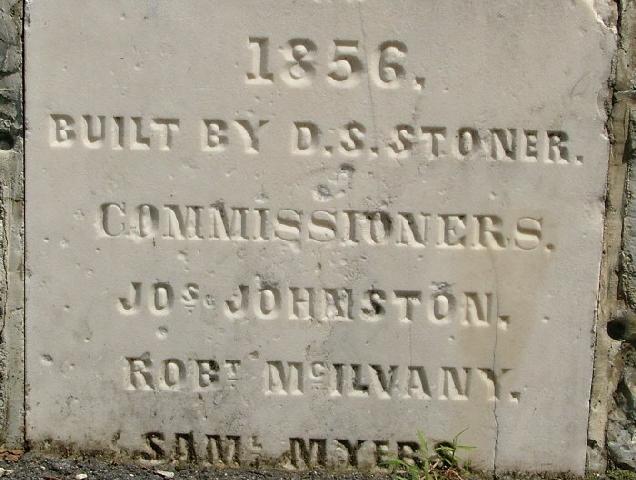 1856.
BUILT BY D. S. STONER.
COMMISSIONERS.
JOS. JOHNSTON.
ROBT MCILVANY.
SAML MYERS